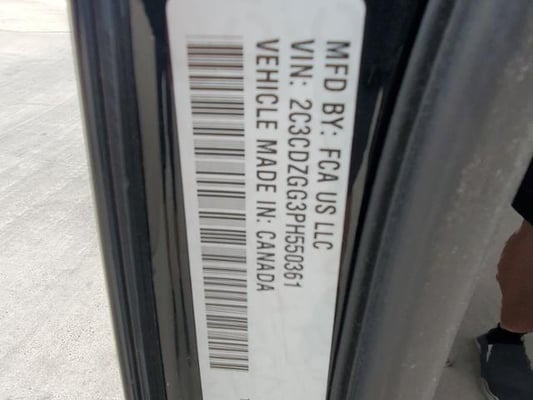 MFD BY: FCA US LLC
VIN: 2C3CDZGG3PH550361
VEHICLE MADE IN: CANADA